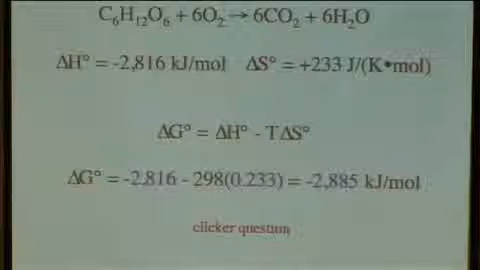 C₆H₁₂O₆ + 6O₂ → 6CO₂ + 6H₂O
ΔH° = -2,816 kJ/mol ΔS° = +233 J/(K•mol)
ΔG° = ΔH° - TΔS°
ΔG° = -2,816 - 298(0.233) = -2,885 kJ/mol
clicker question